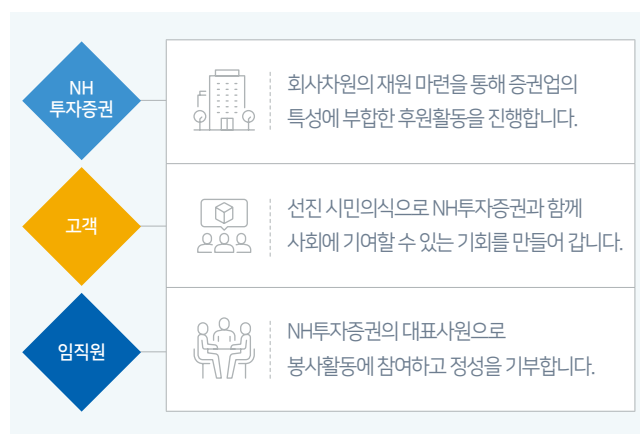 NH
투자증권
회사차원의 재원 마련을 통해 증권업의
특성에 부합한 후원활동을 진행합니다.
고객
선진 시민의식으로 NH투자증권과 함께
사회에 기여할 수 있는 기회를 만들어 갑니다.
임직원
NH투자증권의 대표사원으로
봉사활동에 참여하고 정성을 기부합니다.